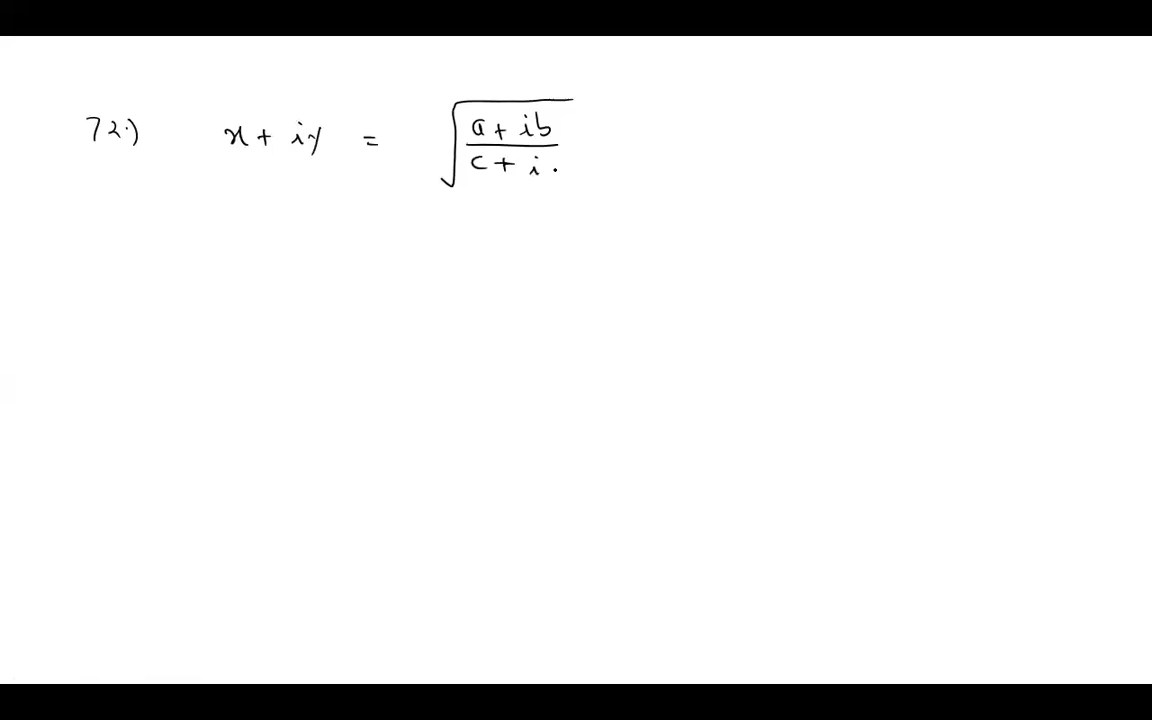 72.) x + iy = √((a + ib)/(c + i.))